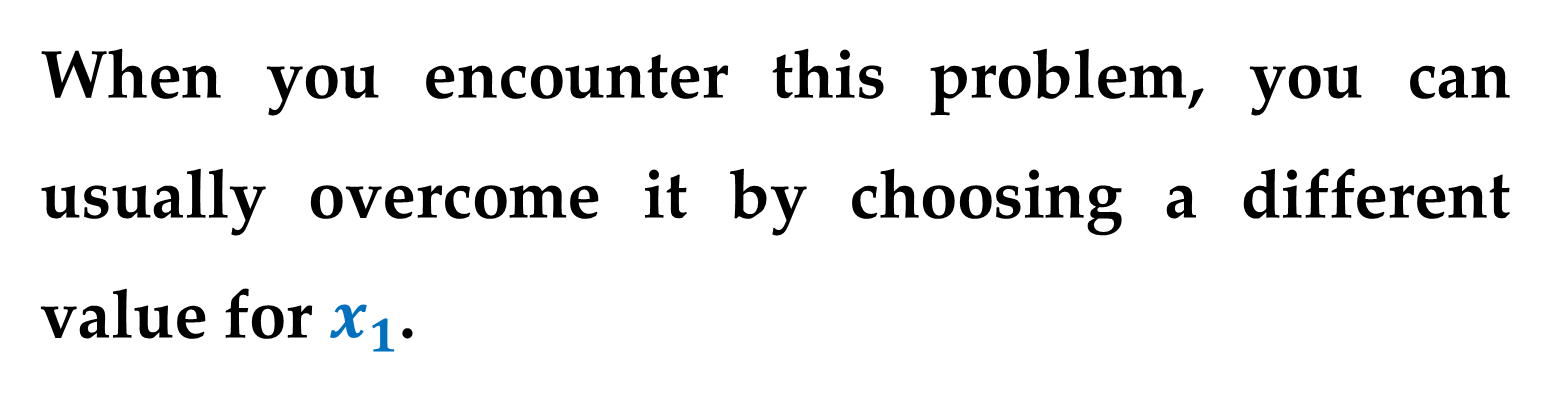 When you encounter this problem, you can
usually overcome it by choosing a different
value for x₁.